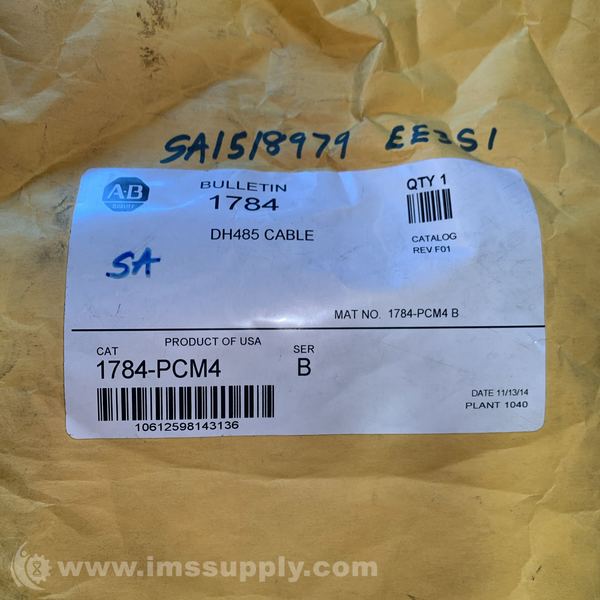 SA1518979 EE2S1
A-B
QUALITY
BULLETIN
1784
DH485 CABLE
QTY 1
CATALOG
REV F01
SA
MAT NO. 1784-PCM4 B
PRODUCT OF USA
CAT
1784-PCM4
SER
B
10612598143136
DATE 11/13/14
PLANT 1040
www.imssupply.com